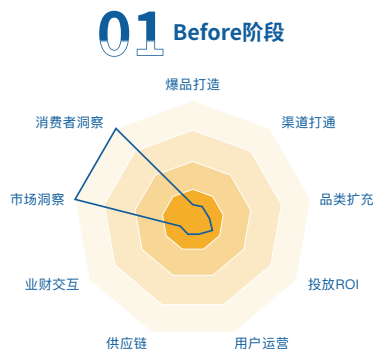 01 Before阶段
爆品打造
消费者洞察
渠道打通
市场洞察
品类扩充
业财交互
投放ROI
供应链
用户运营